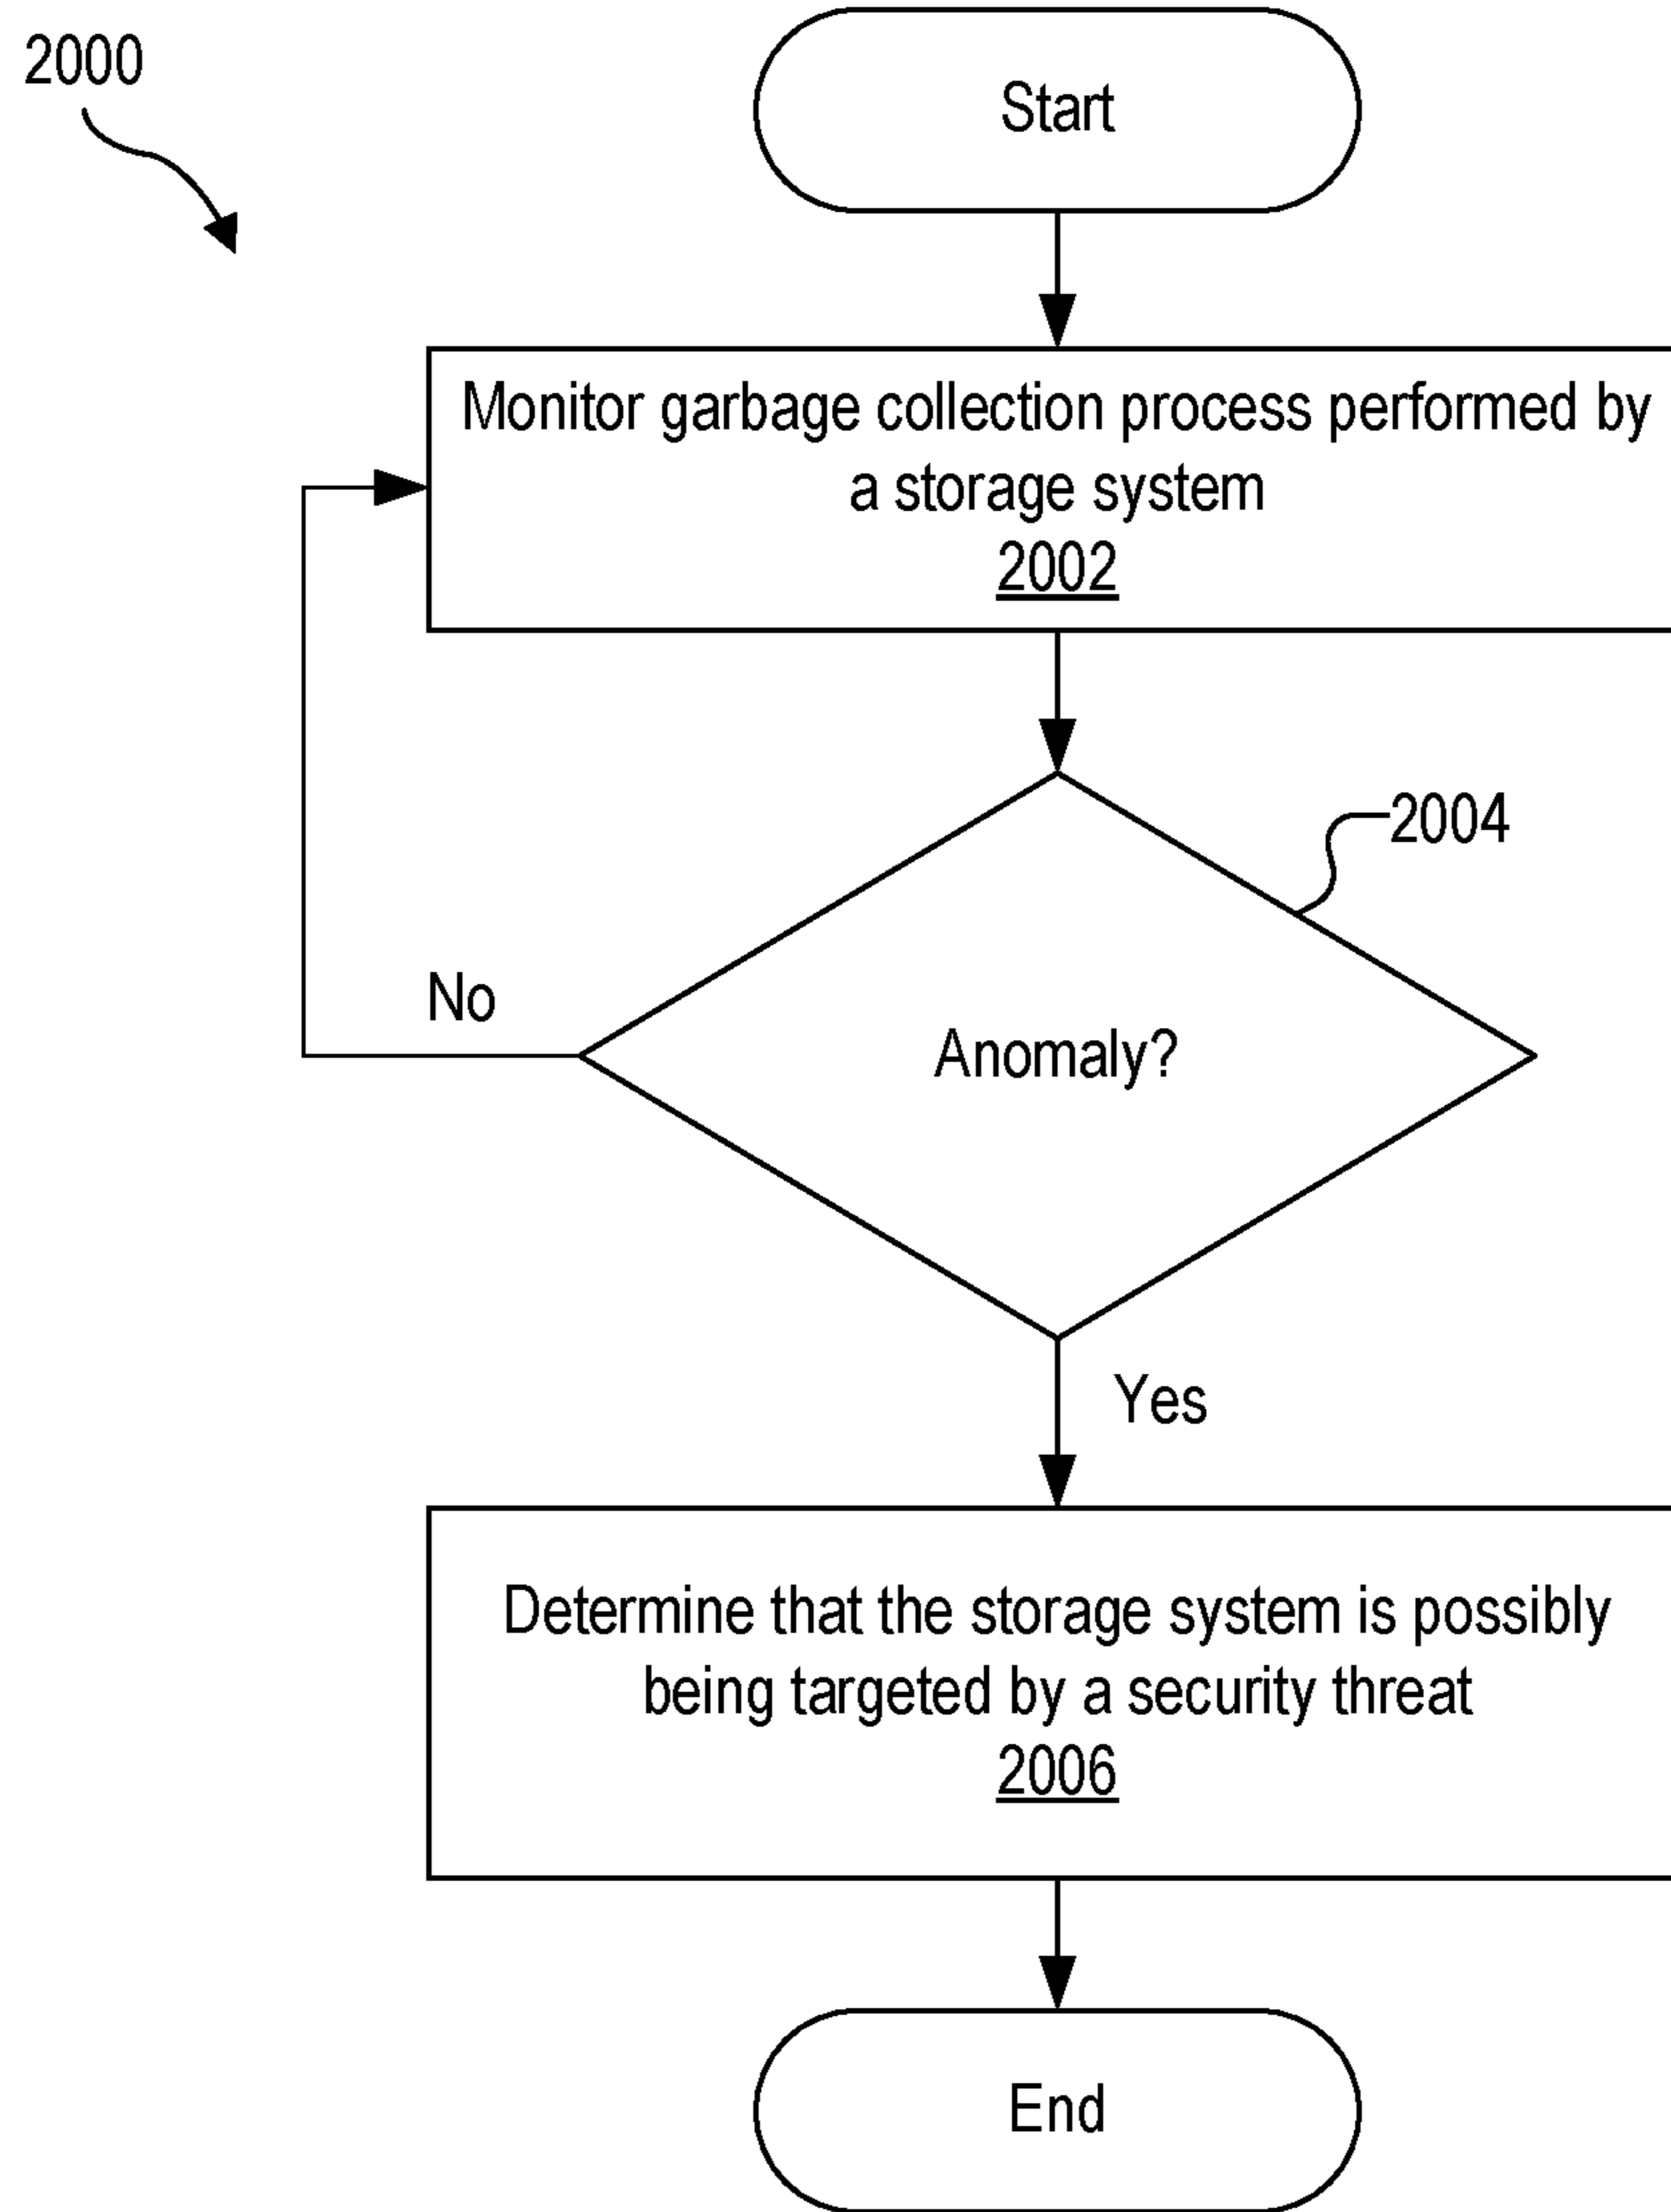 2000
Start
Monitor garbage collection process performed by
a storage system
2002
2004
Anomaly?
No
Yes
Determine that the storage system is possibly
being targeted by a security threat
2006
End